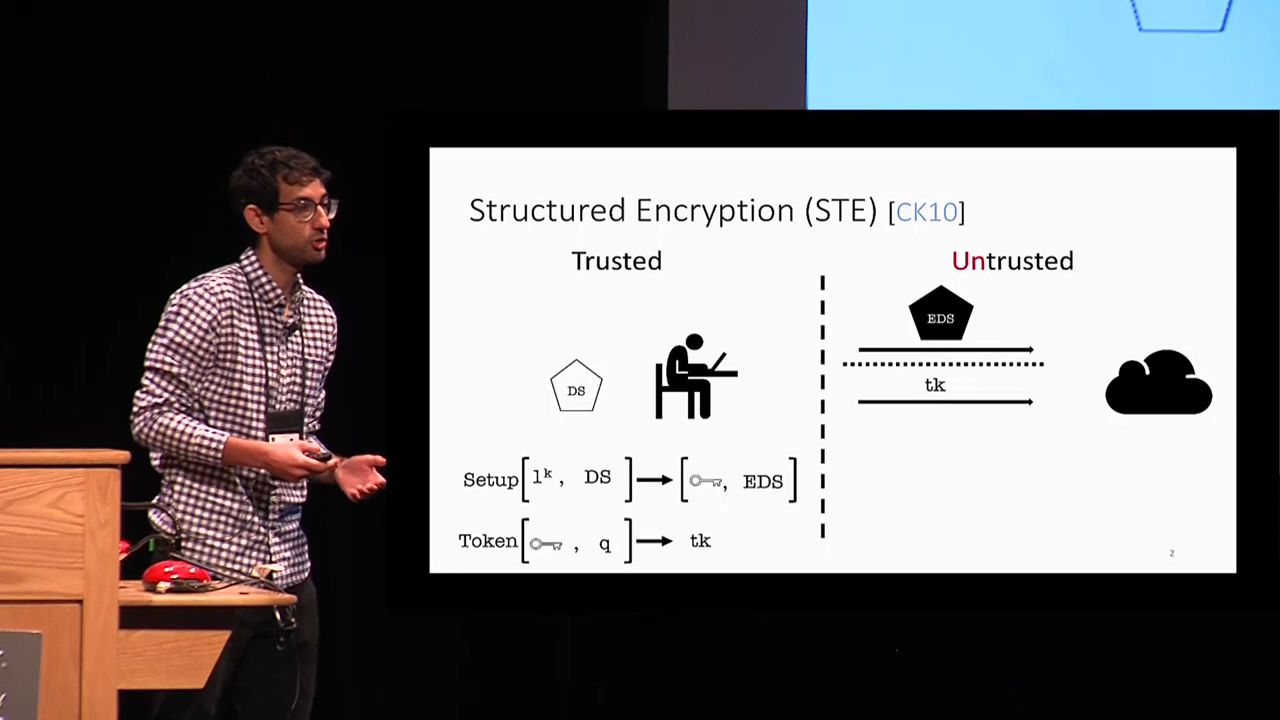 Structured Encryption (STE) [CK10]
Trusted
Untrusted
EDS
DS
tk
Setup[1ᵏ, DS] → [ , EDS]
Token[ , q] → tk
2